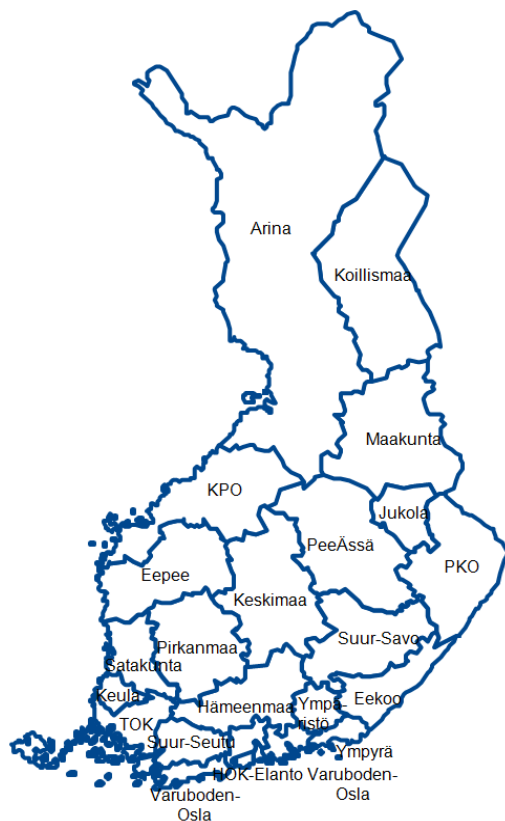 Arina
Koillismaa
Maakunta
KPO
Jukola
PeeÄssä
PKO
Eepee
Keskimaa
Suur-Savo
Pirkanmaa
Satakunta
Keula
Hämeenmaa
Ympä-
ristö
Eekoo
TOK
Suur-Seutu
Ympyrä
HOK-Elanto
Varuboden-
Osla
Varuboden-
Osla